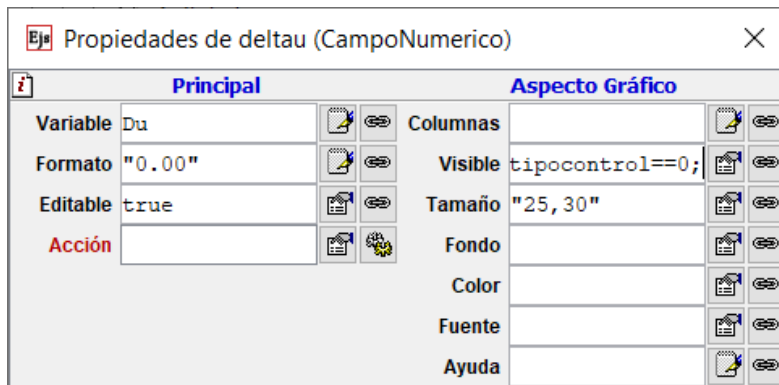 Ejs Propiedades de deltau (CampoNumerico)
i Principal Aspecto Gráfico
Variable Du Columnas
Formato "0.00" Visible tipocontrol==0;
Editable true Tamaño "25,30"
Acción Fondo
Color
Fuente
Ayuda